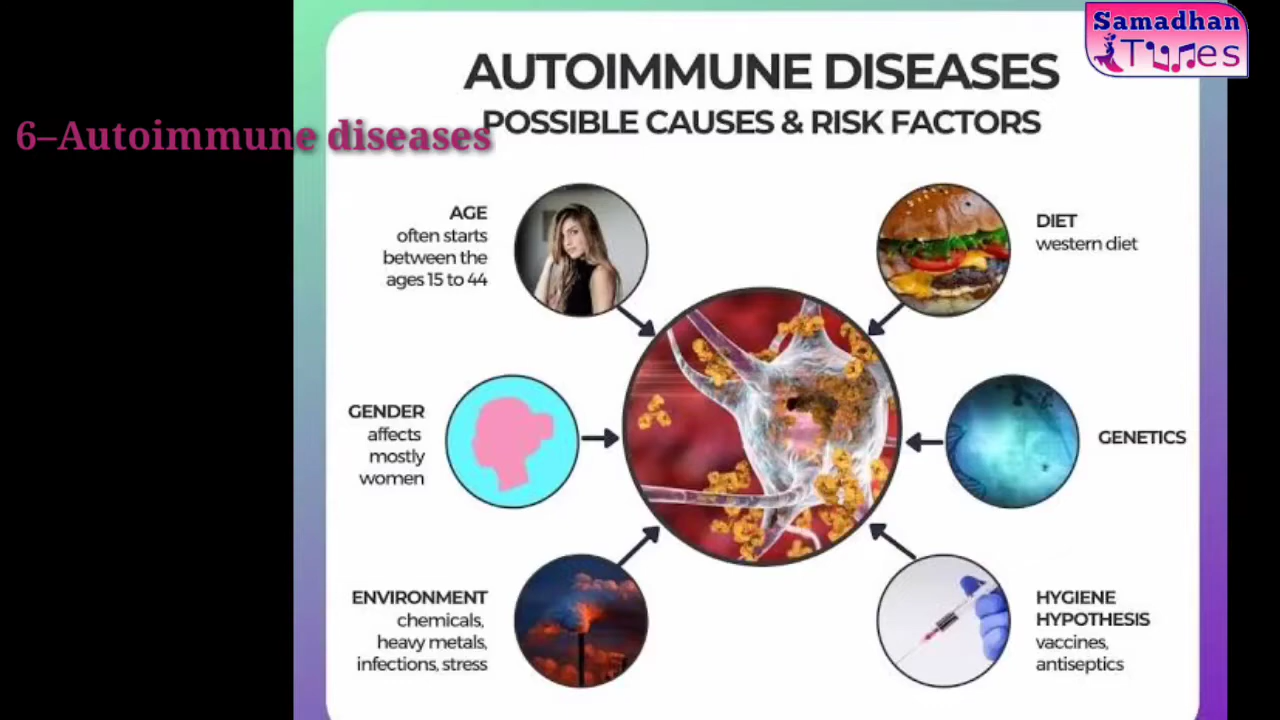 Samadhan
Tunes
AUTOIMMUNE DISEASES
POSSIBLE CAUSES & RISK FACTORS
6–Autoimmune diseases
AGE
often starts
between the
ages 15 to 44
DIET
western diet
GENDER
affects
mostly
women
GENETICS
ENVIRONMENT
chemicals,
heavy metals,
infections, stress
HYGIENE
HYPOTHESIS
vaccines,
antiseptics